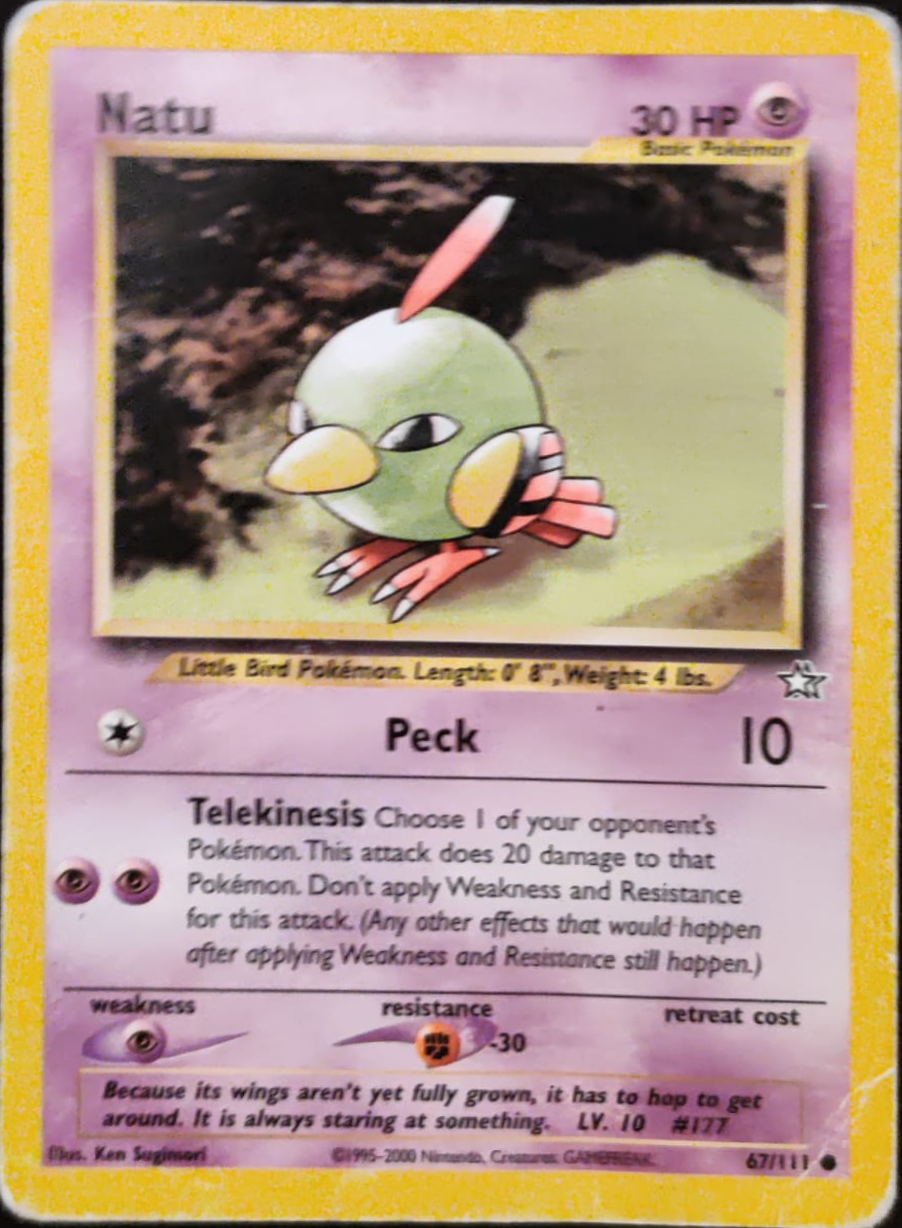 Natu
30 HP
Basic Pokémon
Little Bird Pokémon. Length: 0' 8", Weight: 4 lbs.
Peck 10
Telekinesis Choose 1 of your opponent's
Pokémon. This attack does 20 damage to that
Pokémon. Don't apply Weakness and Resistance
for this attack. (Any other effects that would happen
after applying Weakness and Resistance still happen.)
weakness resistance retreat cost
-30
Because its wings aren't yet fully grown, it has to hop to get
around. It is always staring at something. LV. 10 #177
Illus. Ken Sugimori ©1995-2000 Nintendo, Creatures, GAMEFREAK. 67/111